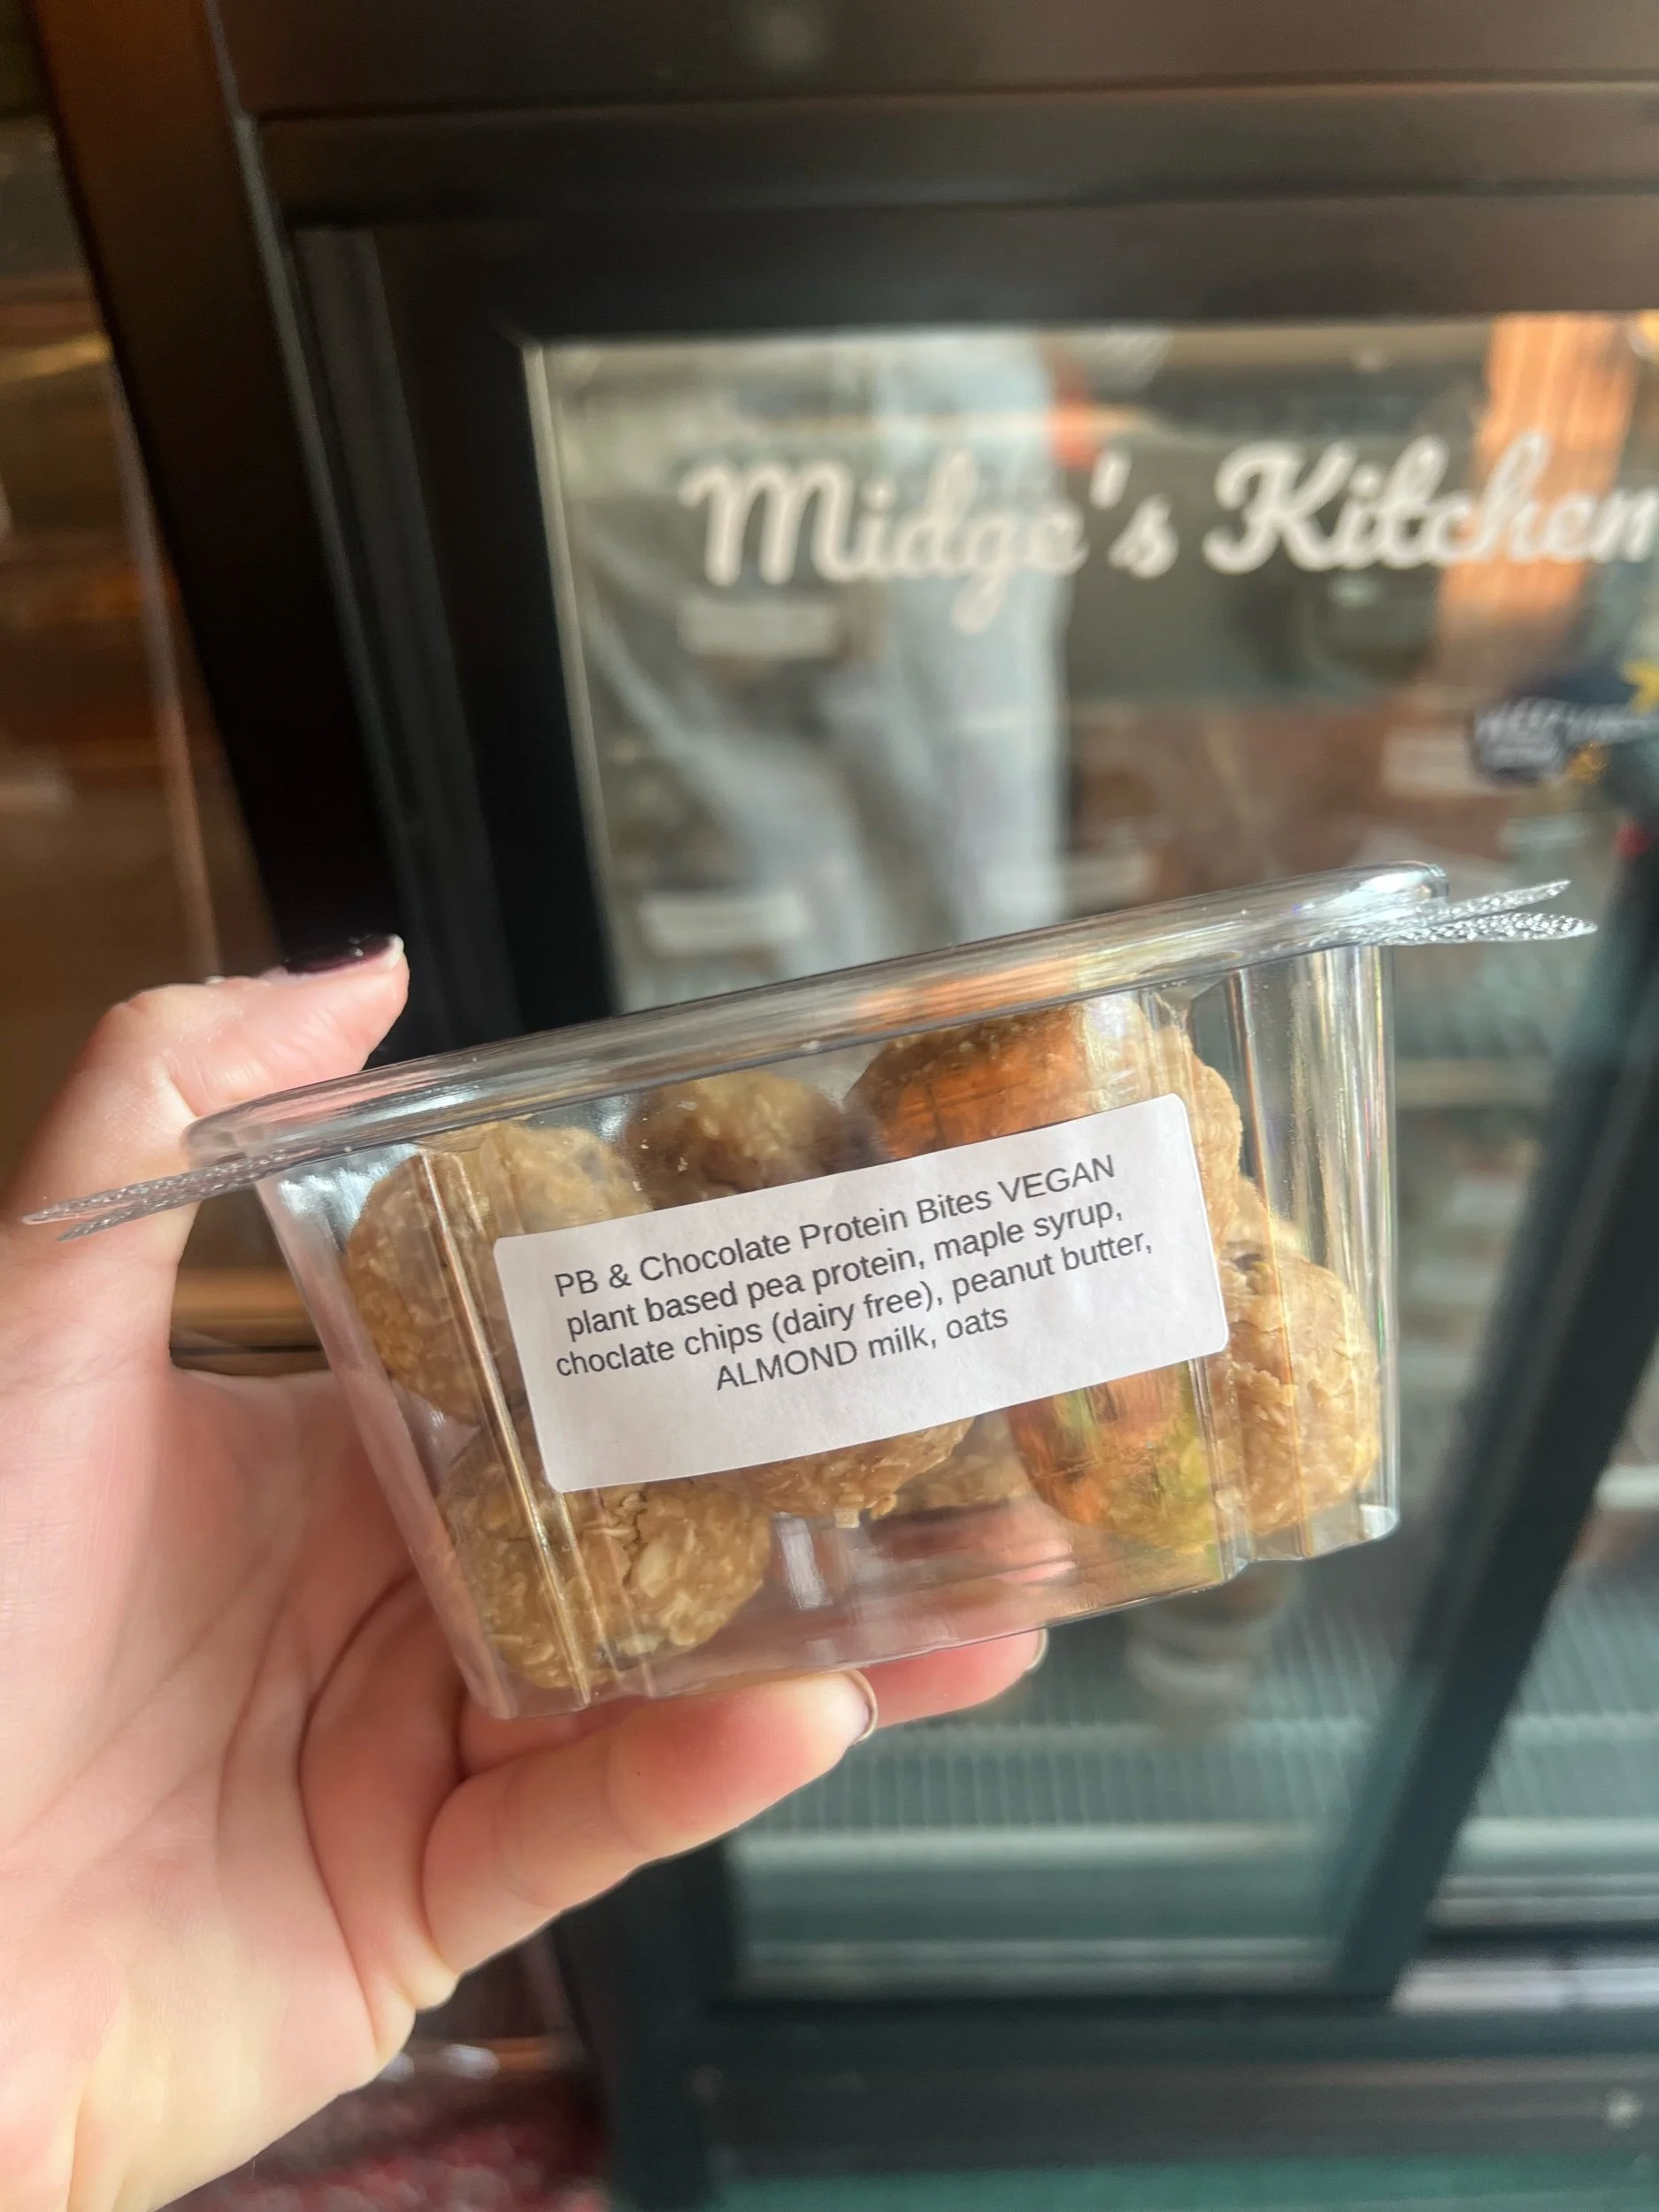 Midge's Kitchen
PB & Chocolate Protein Bites VEGAN
plant based pea protein, maple syrup,
choclate chips (dairy free), peanut butter,
ALMOND milk, oats